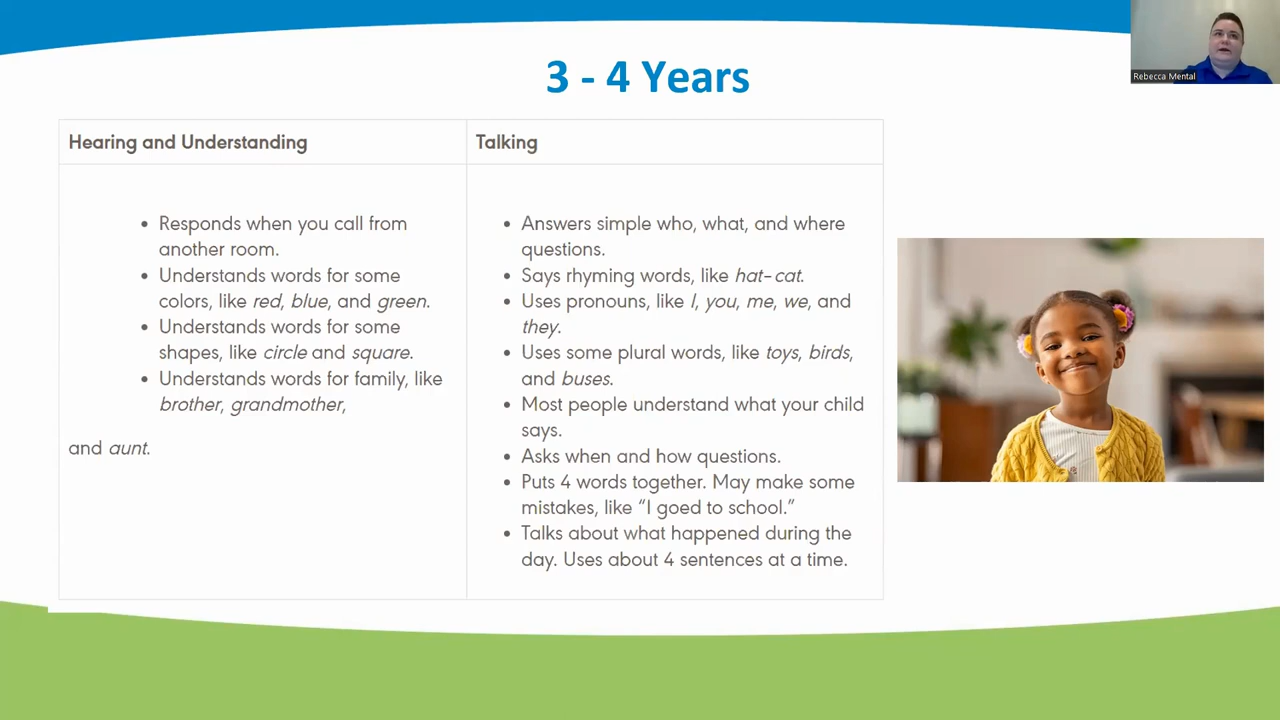 3 - 4 Years
Rebecca Mental
Hearing and Understanding
Talking
• Responds when you call from
another room.
• Understands words for some
colors, like red, blue, and green.
• Understands words for some
shapes, like circle and square.
• Understands words for family, like
brother, grandmother,
and aunt.
• Answers simple who, what, and where
questions.
• Says rhyming words, like hat–cat.
• Uses pronouns, like I, you, me, we, and
they.
• Uses some plural words, like toys, birds,
and buses.
• Most people understand what your child
says.
• Asks when and how questions.
• Puts 4 words together. May make some
mistakes, like “I goed to school.”
• Talks about what happened during the
day. Uses about 4 sentences at a time.